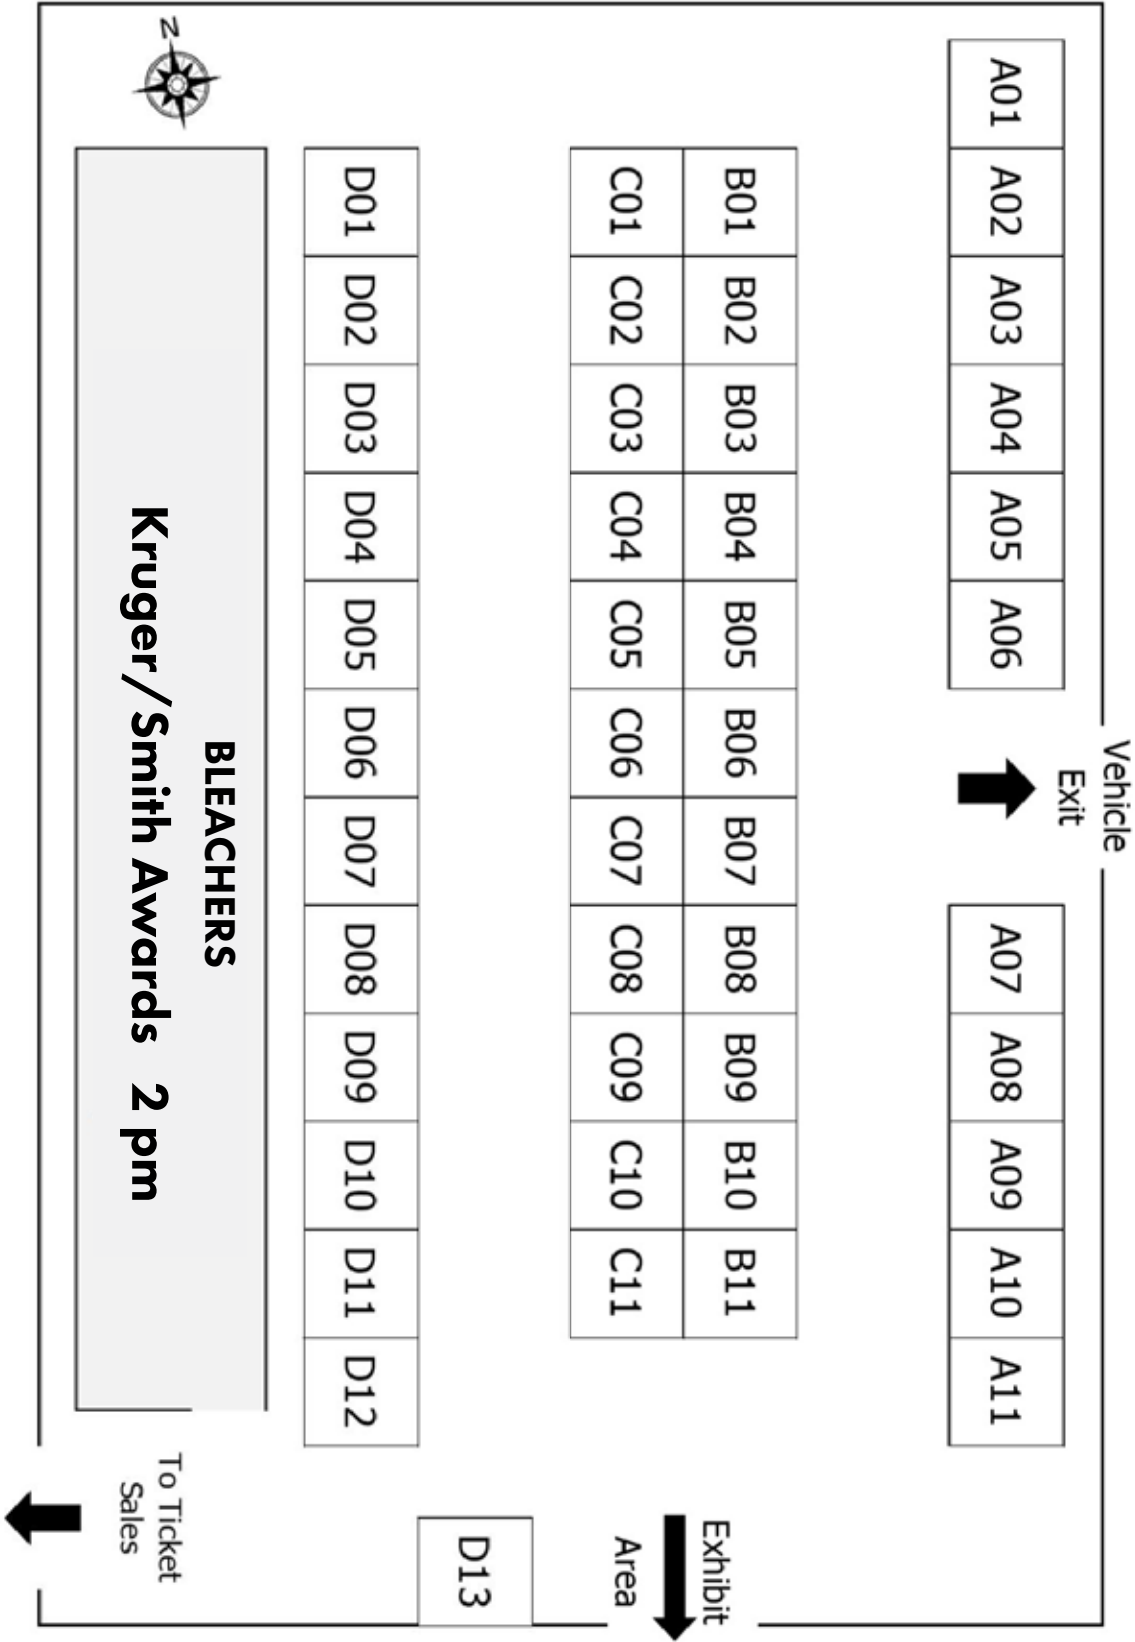 Vehicle
Exit
A01 A02 A03 A04 A05 A06 A07 A08 A09 A10 A11
B01 B02 B03 B04 B05 B06 B07 B08 B09 B10 B11
C01 C02 C03 C04 C05 C06 C07 C08 C09 C10 C11
Exhibit
Area
D13
D01 D02 D03 D04 D05 D06 D07 D08 D09 D10 D11 D12
BLEACHERS
Kruger/Smith Awards 2 pm
To Ticket
Sales
N